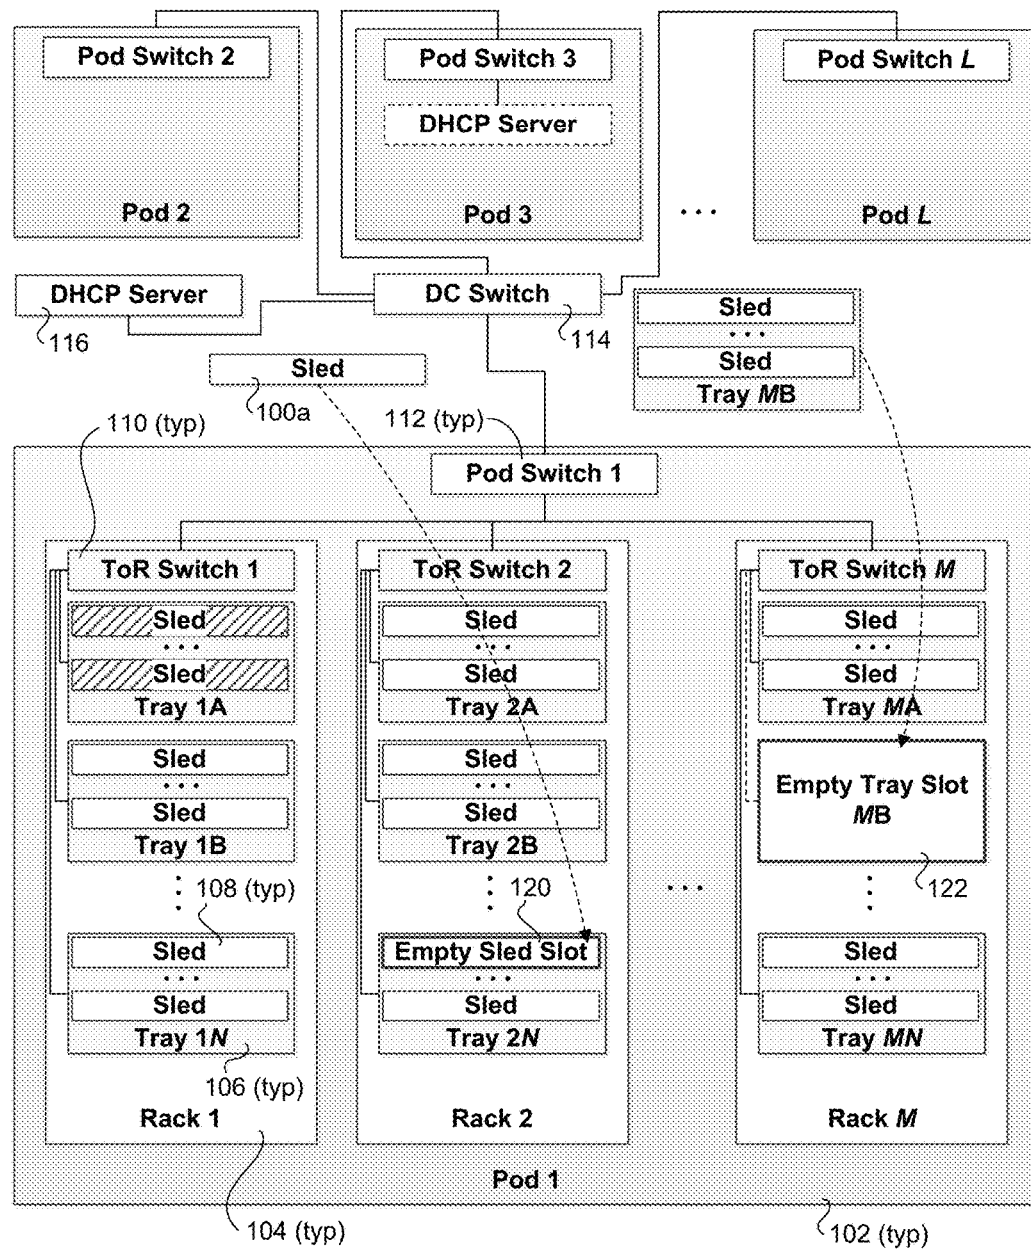 Pod Switch 2
Pod Switch 3
Pod Switch L
DHCP Server
Pod 2
Pod 3
. . .
Pod L
DHCP Server
DC Switch
116
114
Sled
. . .
Sled
Tray MB
Sled
100a
110 (typ)
112 (typ)
Pod Switch 1
ToR Switch 1
Sled
. . .
Sled
Tray 1A
Sled
. . .
Sled
Tray 1B
108 (typ)
Sled
. . .
Sled
Tray 1N
106 (typ)
Rack 1
ToR Switch 2
Sled
. . .
Sled
Tray 2A
Sled
. . .
Sled
Tray 2B
120
Empty Sled Slot
. . .
Sled
Tray 2N
Rack 2
. . .
ToR Switch M
Sled
. . .
Sled
Tray MA
Empty Tray Slot
MB
122
Sled
. . .
Sled
Tray MN
Rack M
Pod 1
104 (typ)
102 (typ)